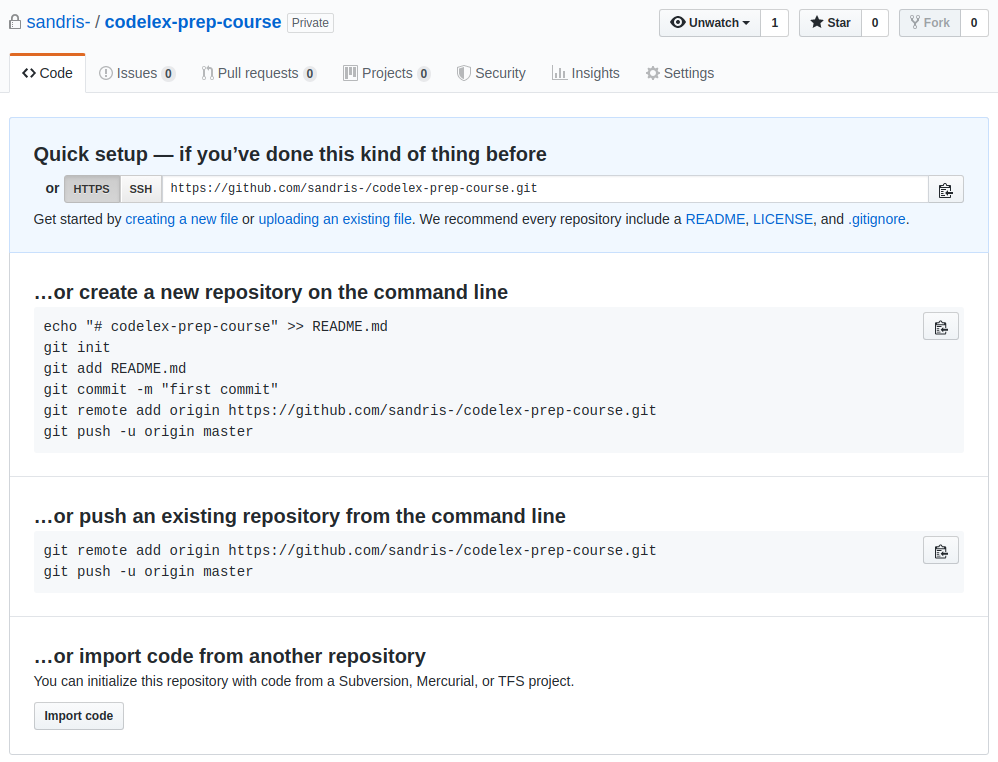 sandris- / codelex-prep-course Private Unwatch 1 Star 0 Fork 0
Code Issues 0 Pull requests 0 Projects 0 Security Insights Settings
Quick setup — if you’ve done this kind of thing before
or HTTPS SSH https://github.com/sandris-/codelex-prep-course.git
Get started by creating a new file or uploading an existing file. We recommend every repository include a README, LICENSE, and .gitignore.
…or create a new repository on the command line
echo "# codelex-prep-course" >> README.md
git init
git add README.md
git commit -m "first commit"
git remote add origin https://github.com/sandris-/codelex-prep-course.git
git push -u origin master
…or push an existing repository from the command line
git remote add origin https://github.com/sandris-/codelex-prep-course.git
git push -u origin master
…or import code from another repository
You can initialize this repository with code from a Subversion, Mercurial, or TFS project.
Import code